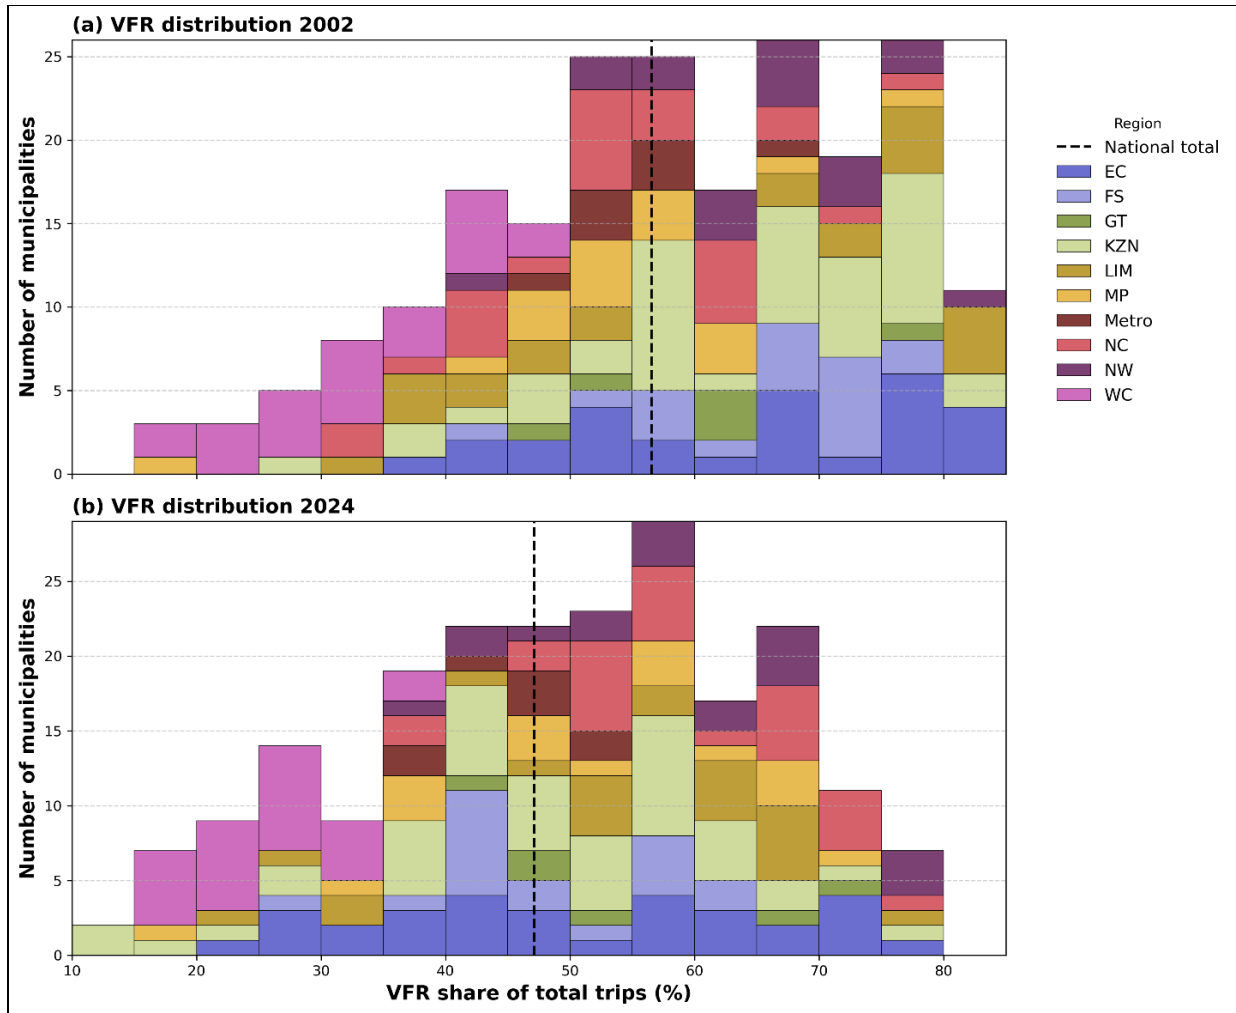 (a) VFR distribution 2002
25
20
15
10
5
0
Number of municipalities
Region
National total
EC
FS
GT
KZN
LIM
MP
Metro
NC
NW
WC
(b) VFR distribution 2024
25
20
15
10
5
0
Number of municipalities
10 20 30 40 50 60 70 80
VFR share of total trips (%)